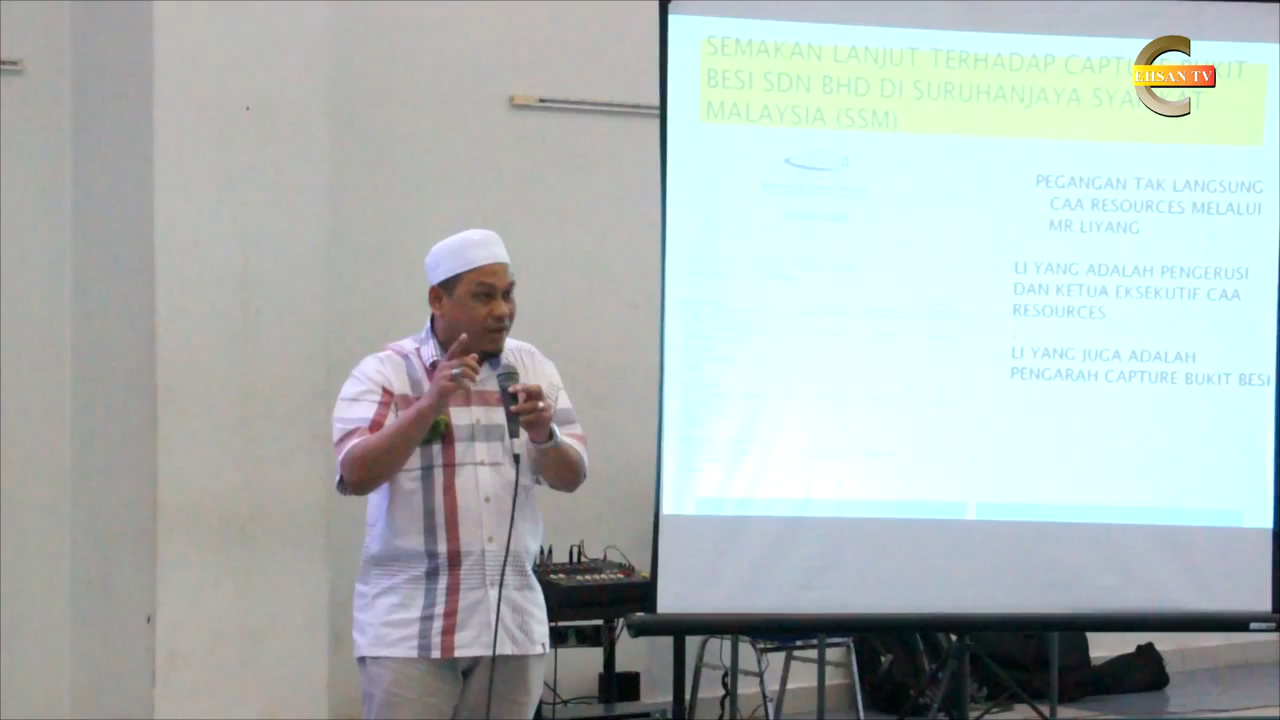 SEMAKAN LANJUT TERHADAP CAPTURE BUKIT
BESI SDN BHD DI SURUHANJAYA SYARIKAT
MALAYSIA (SSM)
EHSAN TV
PEGANGAN TAK LANGSUNG
CAA RESOURCES MELALUI
MR LIYANG
LI YANG ADALAH PENGERUSI
DAN KETUA EKSEKUTIF CAA
RESOURCES
LI YANG JUGA ADALAH
PENGARAH CAPTURE BUKIT BESI